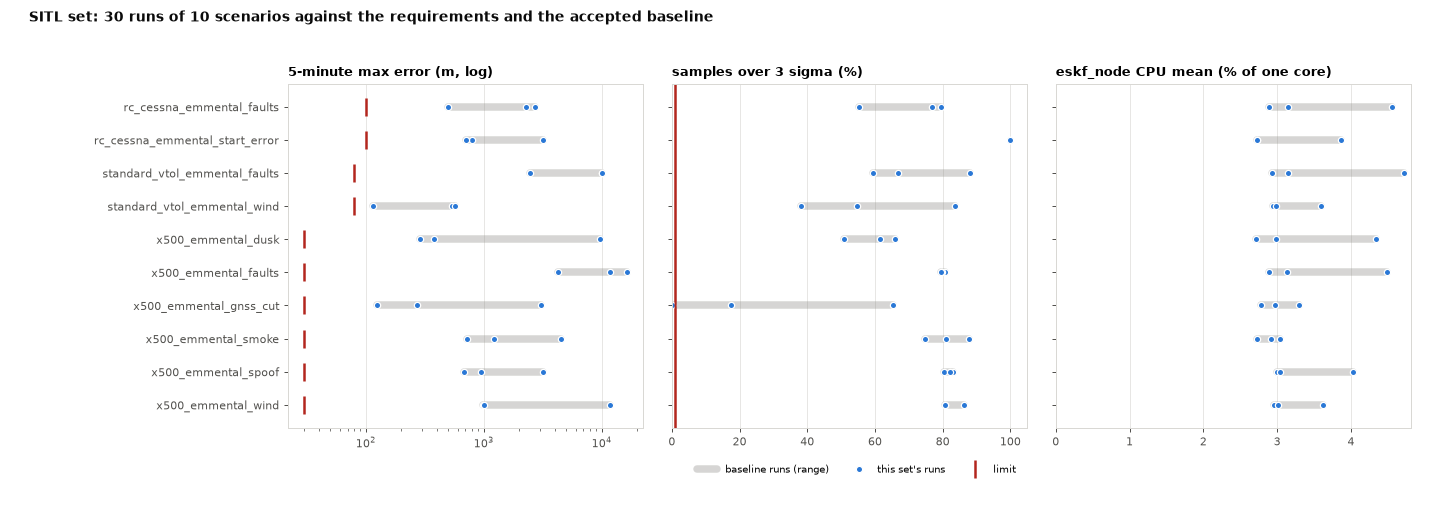 SITL set: 30 runs of 10 scenarios against the requirements and the accepted baseline
5-minute max error (m, log)
samples over 3 sigma (%)
eskf_node CPU mean (% of one core)
rc_cessna_emmental_faults
rc_cessna_emmental_start_error
standard_vtol_emmental_faults
standard_vtol_emmental_wind
x500_emmental_dusk
x500_emmental_faults
x500_emmental_gnss_cut
x500_emmental_smoke
x500_emmental_spoof
x500_emmental_wind
10² 10³ 10⁴
0 20 40 60 80 100
0 1 2 3 4
baseline runs (range) this set's runs limit